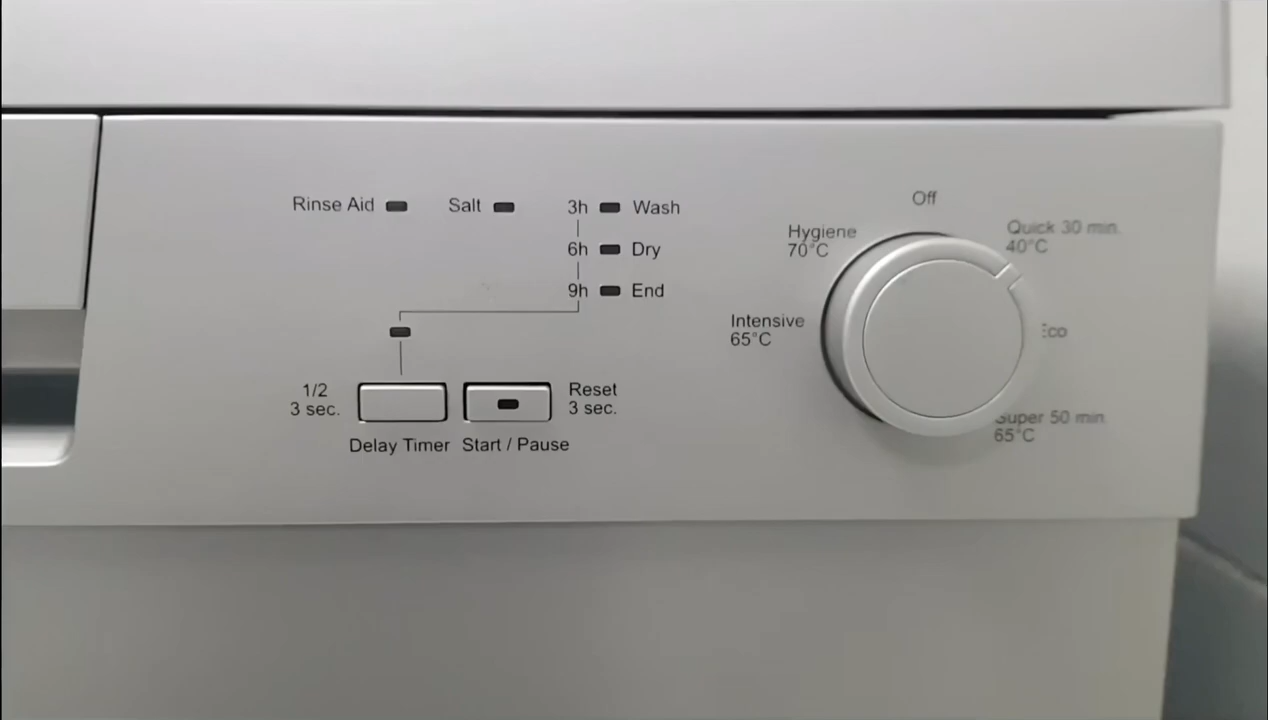 Off
Rinse Aid
Salt
3h Wash
Hygiene
70°C
Quick 30 min.
40°C
6h Dry
9h End
Intensive
65°C
Eco
1/2
3 sec.
Reset
3 sec.
Super 50 min
65°C
Delay Timer
Start / Pause